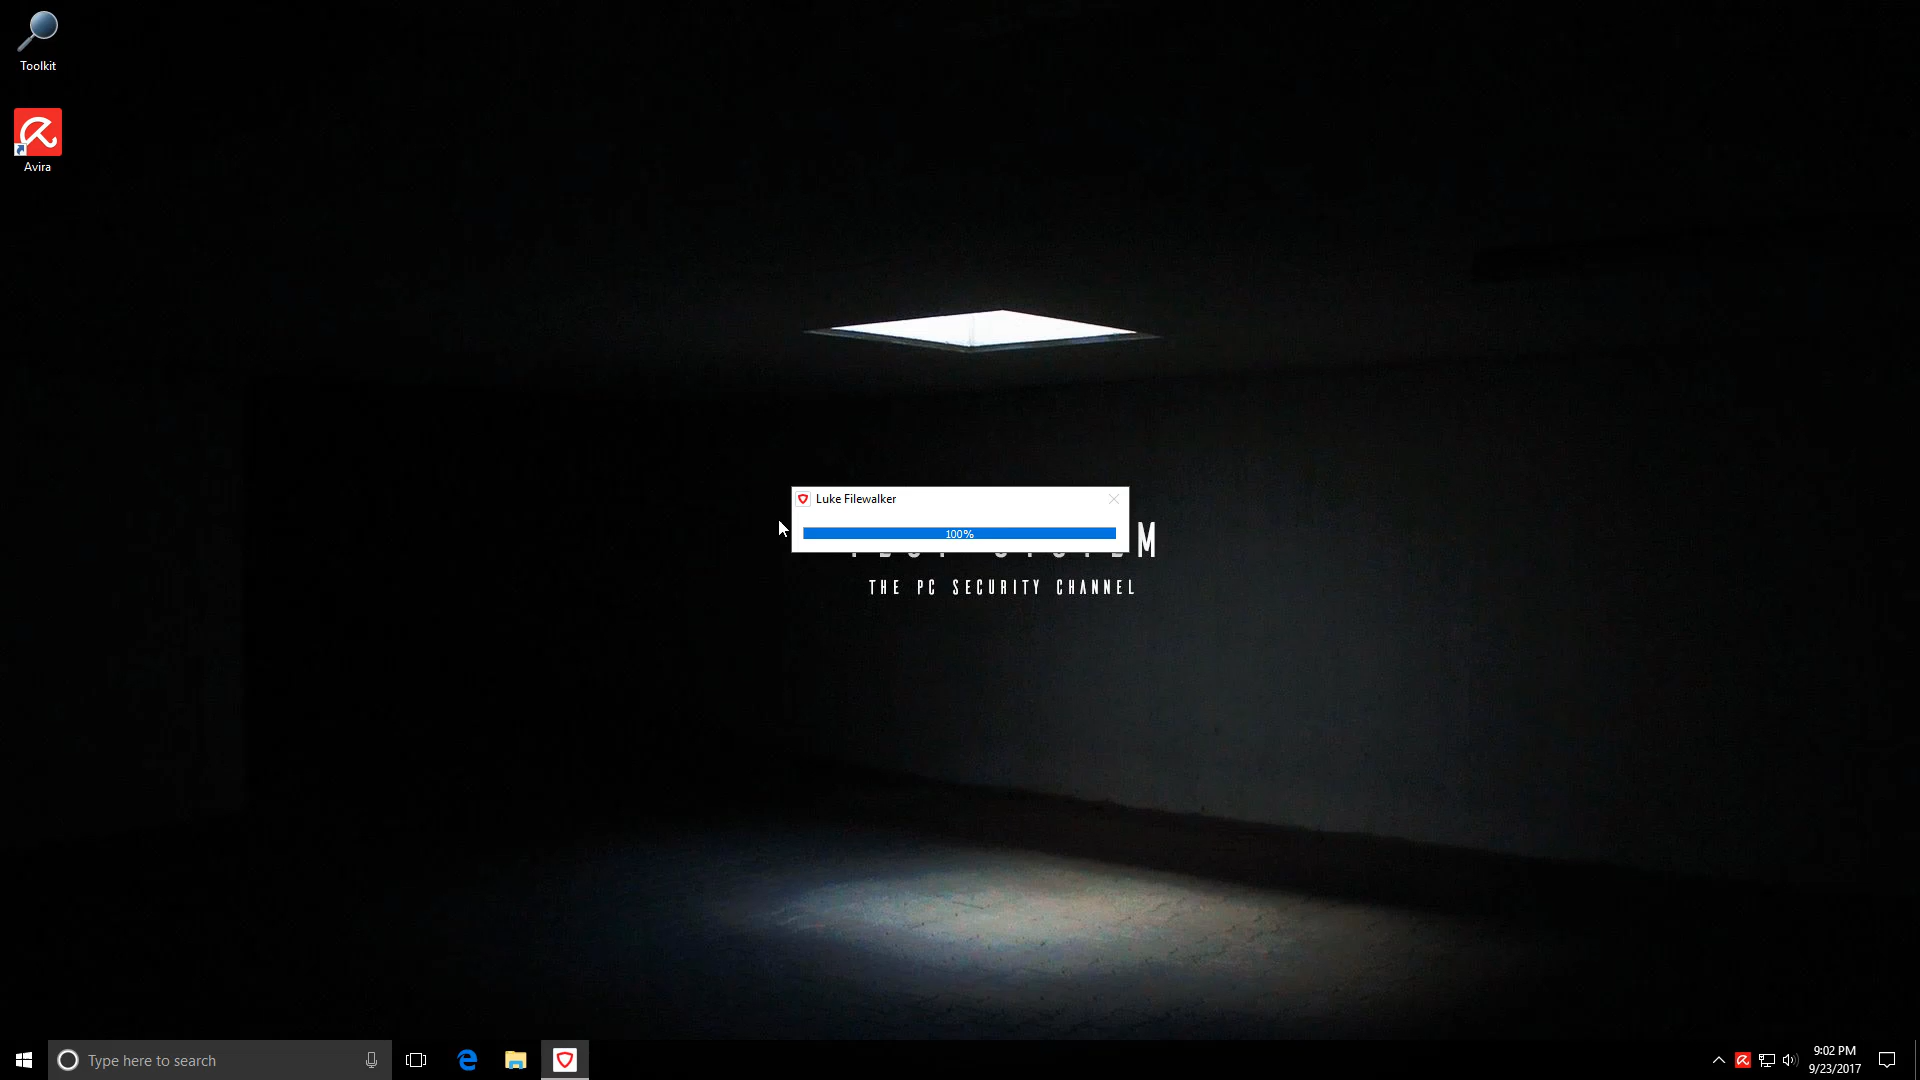 Toolkit
Avira
Luke Filewalker
100%
THE PC SECURITY CHANNEL
Type here to search
9:02 PM
9/23/2017